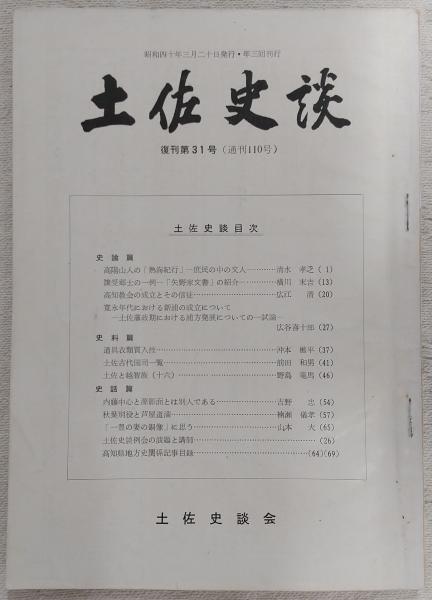 昭和四十年三月二十日発行・年三回刊行
土佐史談
復刊第31号(通刊110号)
土佐史談目次
史論篇
高陽山人の「熱海紀行」―庶民の中の文人―…………清水 孝之(1)
譲受郷士の一例―「矢野家文書」の紹介―…………横川 末吉(13)
高知教会の成立とその信徒…………広江 清(20)
寛永年代における新浦の成立について
―土佐藩政期における浦方発展についての一試論―
広谷喜十郎(27)
史料篇
道具衣類質入控…………沖本 樵平(37)
土佐古代国司一覧…………前田 和男(41)
土佐と越智族(十六)…………野島 竜馬(46)
史話篇
内藤中心と源新面とは別人である…………吉野 忠(54)
秋葉別役と芦屋道満…………楠瀬 儀孝(57)
「一豊の妻の銅像」に思う…………山本 大(65)
土佐史談例会の演題と講師…………(26)
高知県地方史関係記事目録…………(64)(69)
土佐史談会